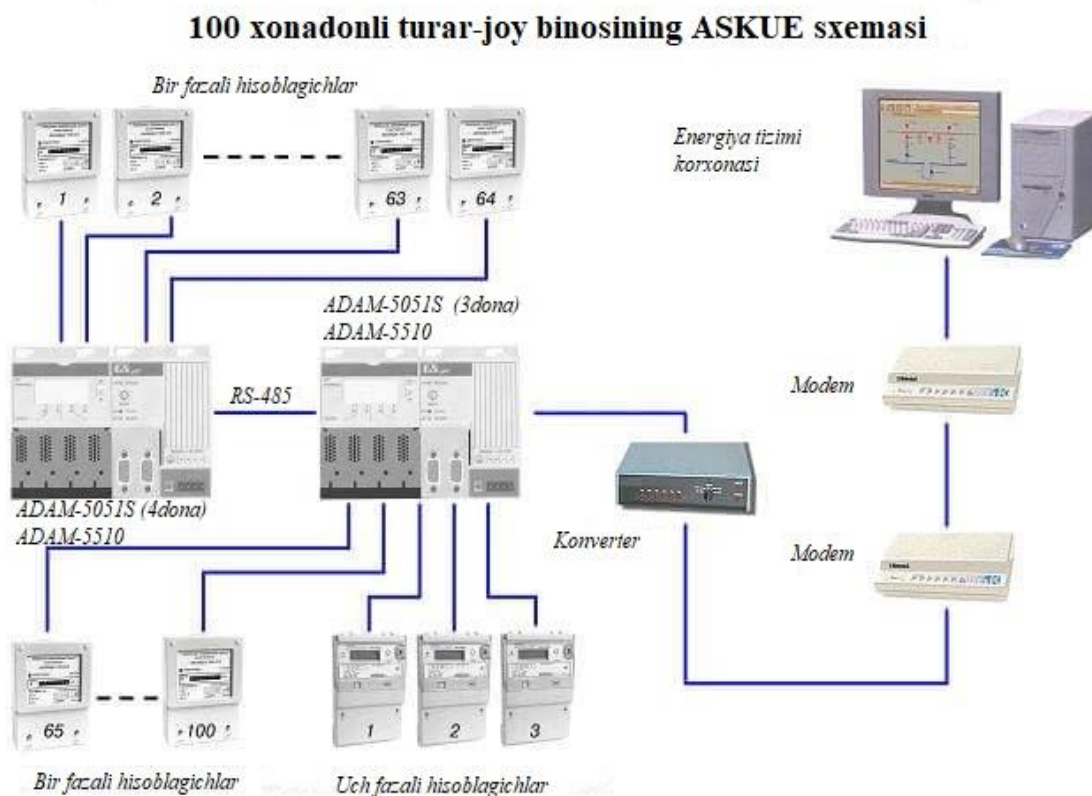 100 xonadonli turar-joy binosining ASKUE sxemasi
Bir fazali hisoblagichlar
Energiya tizimi
korxonasi
1
2
63
64
ADAM-5051S (3dona)
ADAM-5510
RS-485
Modem
ADAM-5051S (4dona)
ADAM-5510
Konverter
Modem
65
100
1
2
3
Bir fazali hisoblagichlar
Uch fazali hisoblagichlar